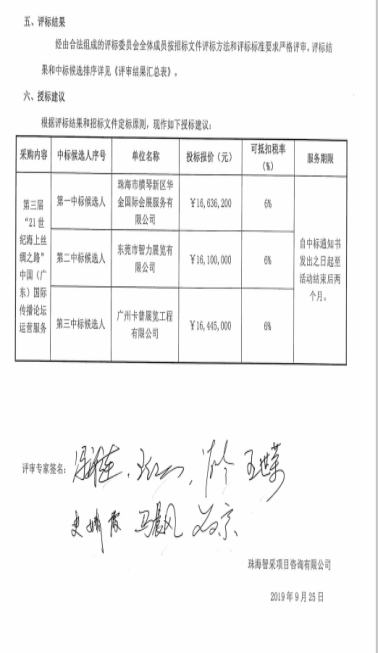 五、评标结果
经由合法组成的评标委员会全体成员按招标文件评标方法和评标标准要求严格评审，评标结
果和中标候选排序详见《评审结果汇总表》。
六、授标建议
根据评标结果和招标文件定标原则，现作如下授标建议：
采购内容 中标候选人序号 单位名称 投标报价（元） 可抵扣税率 服务期限
（%）
第三届
“21 世
纪海上丝
绸之路”
中国（广
东）国际
传播论坛
运营服务
第一中标候选人
珠海市横琴新区华
金国际会展服务有
限公司
￥16,636,200
6%
第二中标候选人
东莞市智力展览有
限公司
￥16,100,000
6%
第三中标候选人
广州卡普展览工程
有限公司
￥16,445,000
6%
自中标通知书
发出之日起至
活动结束后两
个月。
评审专家签名：
珠海智采项目咨询有限公司
2019 年 9 月 25 日